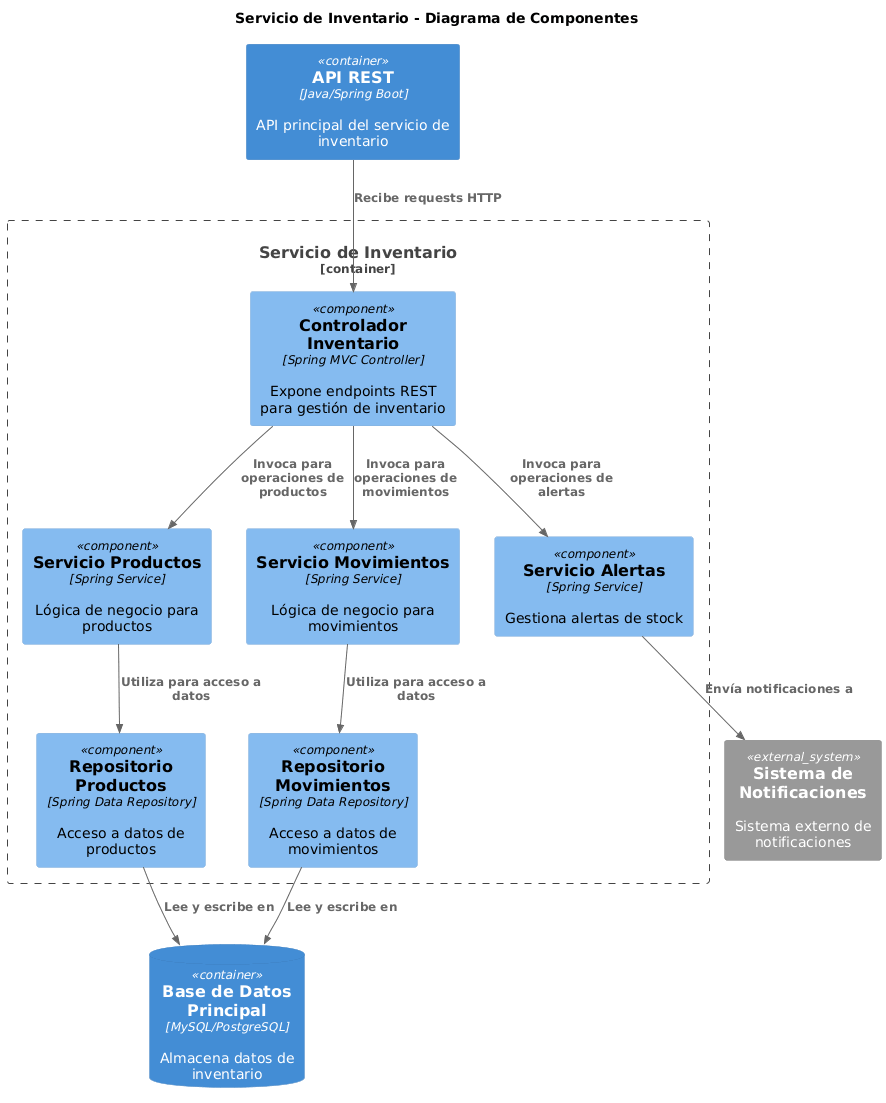 Servicio de Inventario - Diagrama de Componentes
«container»
API REST
[Java/Spring Boot]
API principal del servicio de
inventario
Recibe requests HTTP
Servicio de Inventario
[container]
«component»
Controlador
Inventario
[Spring MVC Controller]
Expone endpoints REST
para gestión de inventario
Invoca para
operaciones de
productos
Invoca para
operaciones de
movimientos
Invoca para
operaciones de
alertas
«component»
Servicio Productos
[Spring Service]
Lógica de negocio para
productos
«component»
Servicio Movimientos
[Spring Service]
Lógica de negocio para
movimientos
«component»
Servicio Alertas
[Spring Service]
Gestiona alertas de stock
Utiliza para acceso a
datos
Utiliza para acceso a
datos
Envía notificaciones a
«component»
Repositorio
Productos
[Spring Data Repository]
Acceso a datos de
productos
«component»
Repositorio
Movimientos
[Spring Data Repository]
Acceso a datos de
movimientos
«external_system»
Sistema de
Notificaciones
Sistema externo de
notificaciones
Lee y escribe en
Lee y escribe en
«container»
Base de Datos
Principal
[MySQL/PostgreSQL]
Almacena datos de
inventario